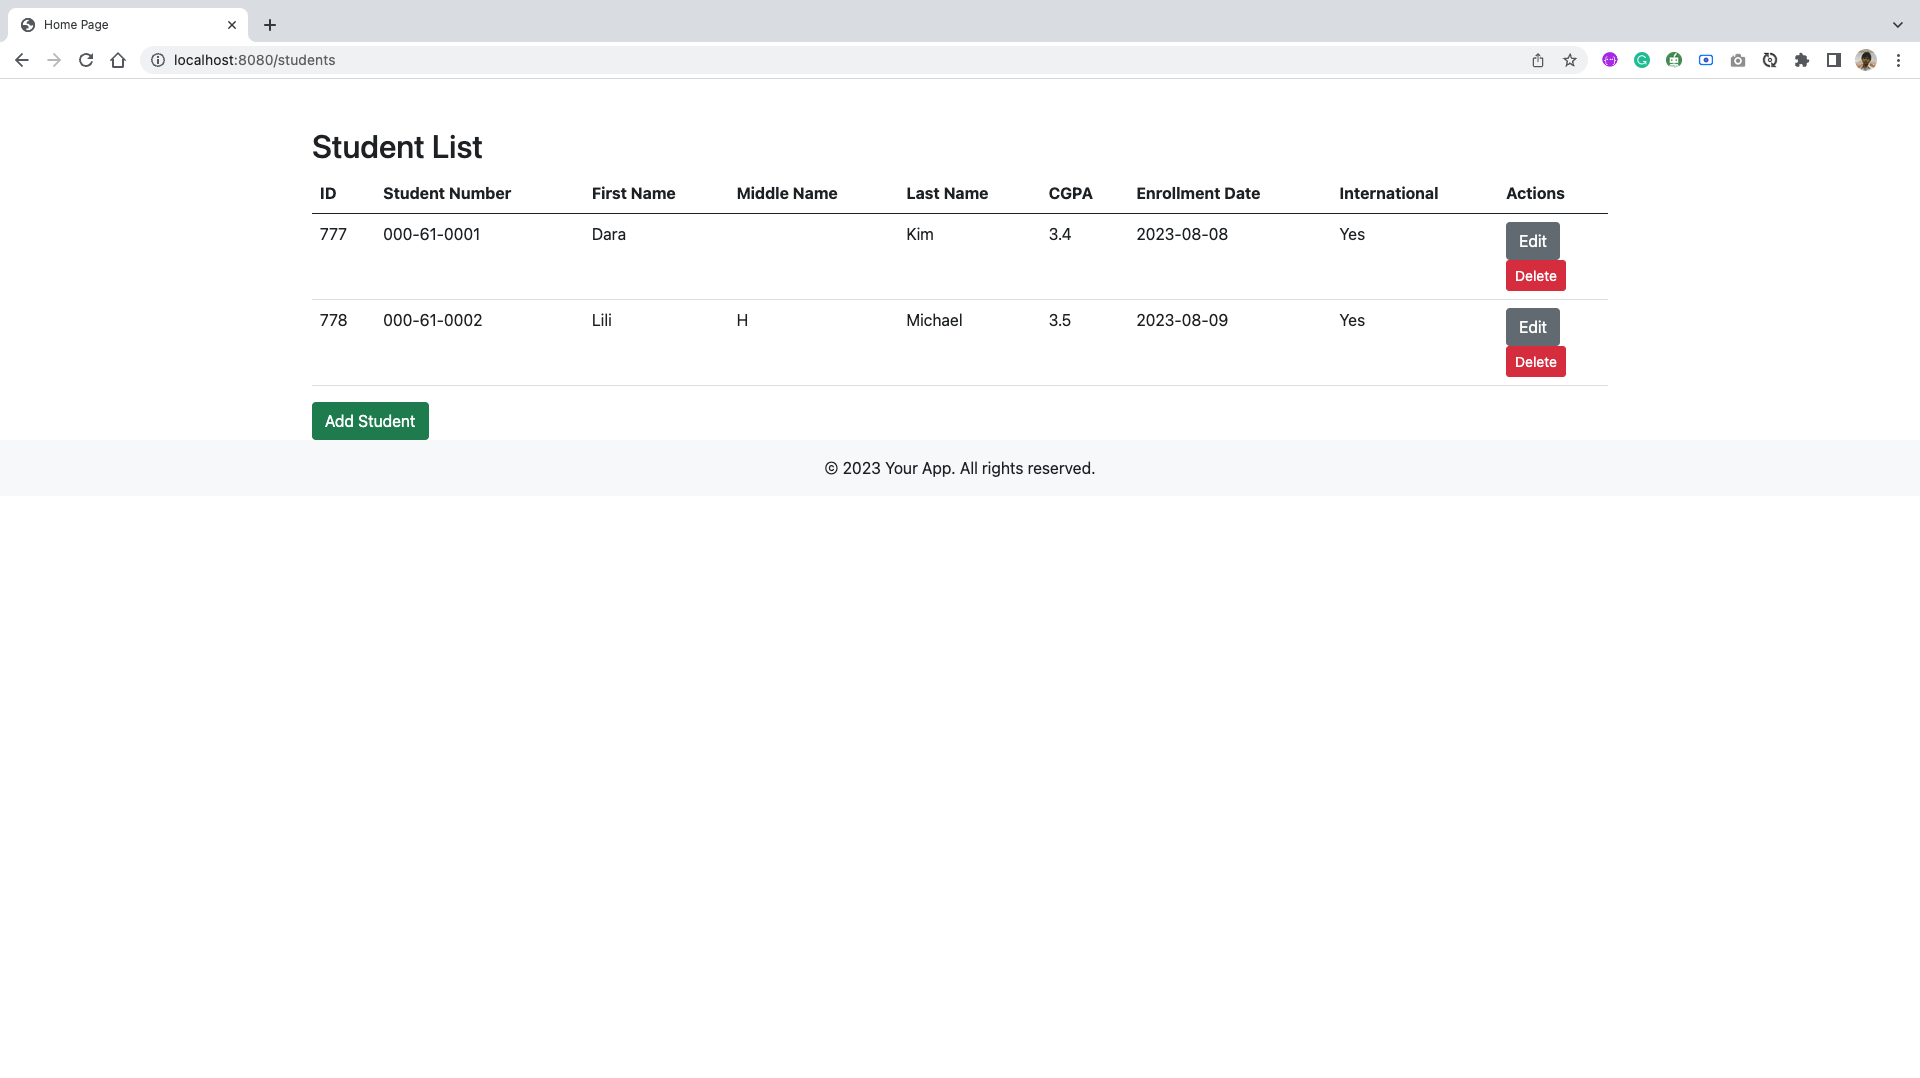 Home Page
localhost:8080/students
Student List
ID Student Number First Name Middle Name Last Name CGPA Enrollment Date International Actions
777 000-61-0001 Dara Kim 3.4 2023-08-08 Yes Edit
Delete
778 000-61-0002 Lili H Michael 3.5 2023-08-09 Yes Edit
Delete
Add Student
© 2023 Your App. All rights reserved.